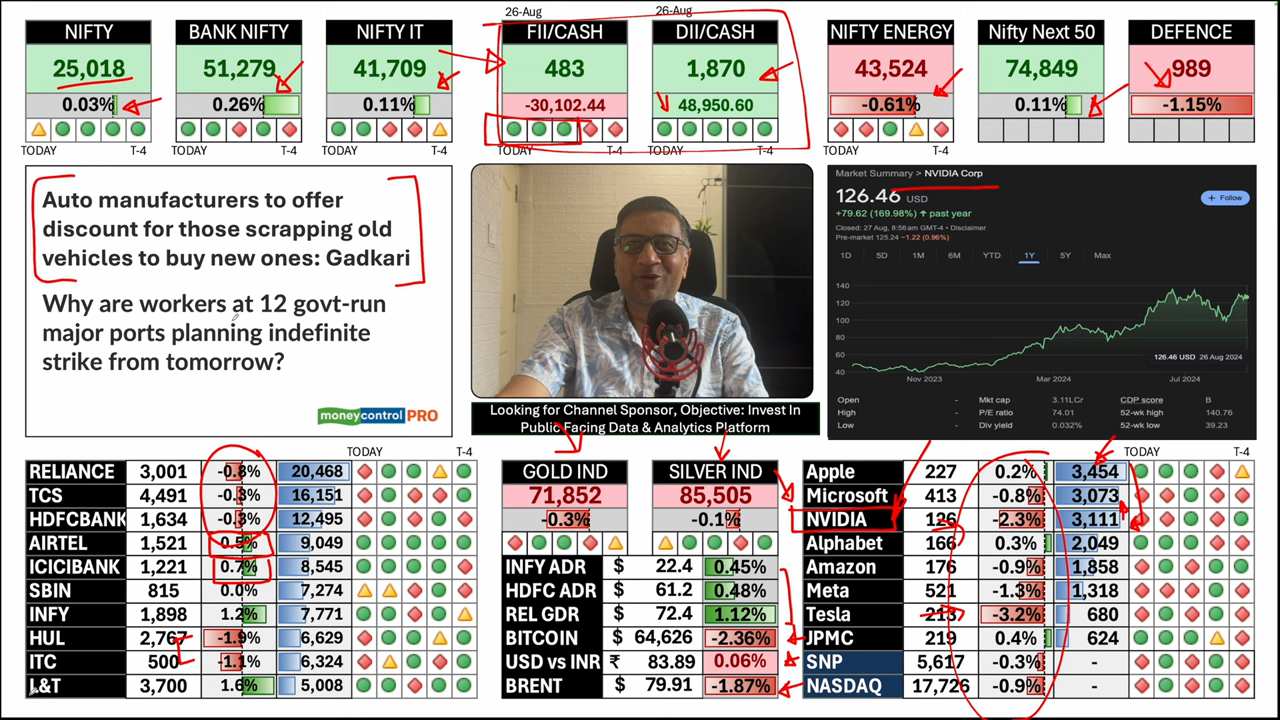 26-Aug
26-Aug
NIFTY
BANK NIFTY
NIFTY IT
FII/CASH
DII/CASH
NIFTY ENERGY
Nifty Next 50
DEFENCE
25,018
51,279
41,709
483
1,870
43,524
74,849
989
0.03%
0.26%
0.11%
-30,102.44
48,950.60
-0.61%
0.11%
-1.15%
TODAY
T-4
TODAY
T-4
TODAY
T-4
Auto manufacturers to offer
discount for those scrapping old
vehicles to buy new ones: Gadkari
Why are workers at 12 govt-run
major ports planning indefinite
strike from tomorrow?
moneycontrol PRO
Looking for Channel Sponsor, Objective: Invest In
Public Facing Data & Analytics Platform
Market Summary > NVIDIA Corp
126.46 USD
+ Follow
+79.62 (169.98%) ↑ past year
Closed: 27 Aug, 8:56 am GMT-4 • Disclaimer
Pre-market 125.24 −1.22 (0.96%)
1D 5D 1M 6M YTD 1Y 5Y Max
140
120
100
80
60
40
126.46 USD 26 Aug 2024
Nov 2023 Mar 2024 Jul 2024
Open - Mkt cap 3.11LCr CDP score B
High - P/E ratio 74.01 52-wk high 140.76
Low - Div yield 0.032% 52-wk low 39.23
TODAY T-4
RELIANCE 3,001 -0.8% 20,468
TCS 4,491 -0.3% 16,151
HDFCBANK 1,634 -0.3% 12,495
AIRTEL 1,521 0.5% 9,049
ICICIBANK 1,221 0.7% 8,545
SBIN 815 0.0% 7,274
INFY 1,898 1.2% 7,771
HUL 2,767 -1.9% 6,629
ITC 500 -1.1% 6,324
L&T 3,700 1.6% 5,008
GOLD IND
SILVER IND
71,852
85,505
-0.3%
-0.1%
INFY ADR $ 22.4 0.45%
HDFC ADR $ 61.2 0.48%
REL GDR $ 72.4 1.12%
BITCOIN $ 64,626 -2.36%
USD vs INR ₹ 83.89 0.06%
BRENT $ 79.91 -1.87%
TODAY T-4
Apple 227 0.2% 3,454
Microsoft 413 -0.8% 3,073
NVIDIA 126 -2.3% 3,111
Alphabet 166 0.3% 2,049
Amazon 176 -0.9% 1,858
Meta 521 -1.3% 1,318
Tesla 213 -3.2% 680
JPMC 219 0.4% 624
SNP 5,617 -0.3% -
NASDAQ 17,726 -0.9% -